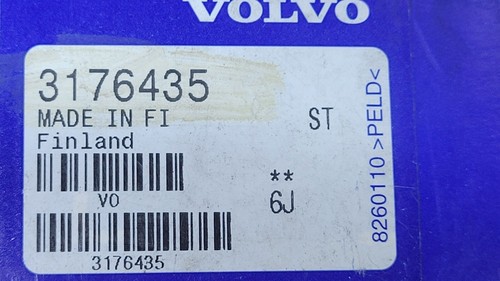 VOLVO
3176435
MADE IN FI
ST
Finland
**
VO
6J
3176435
8260110 >PELD<